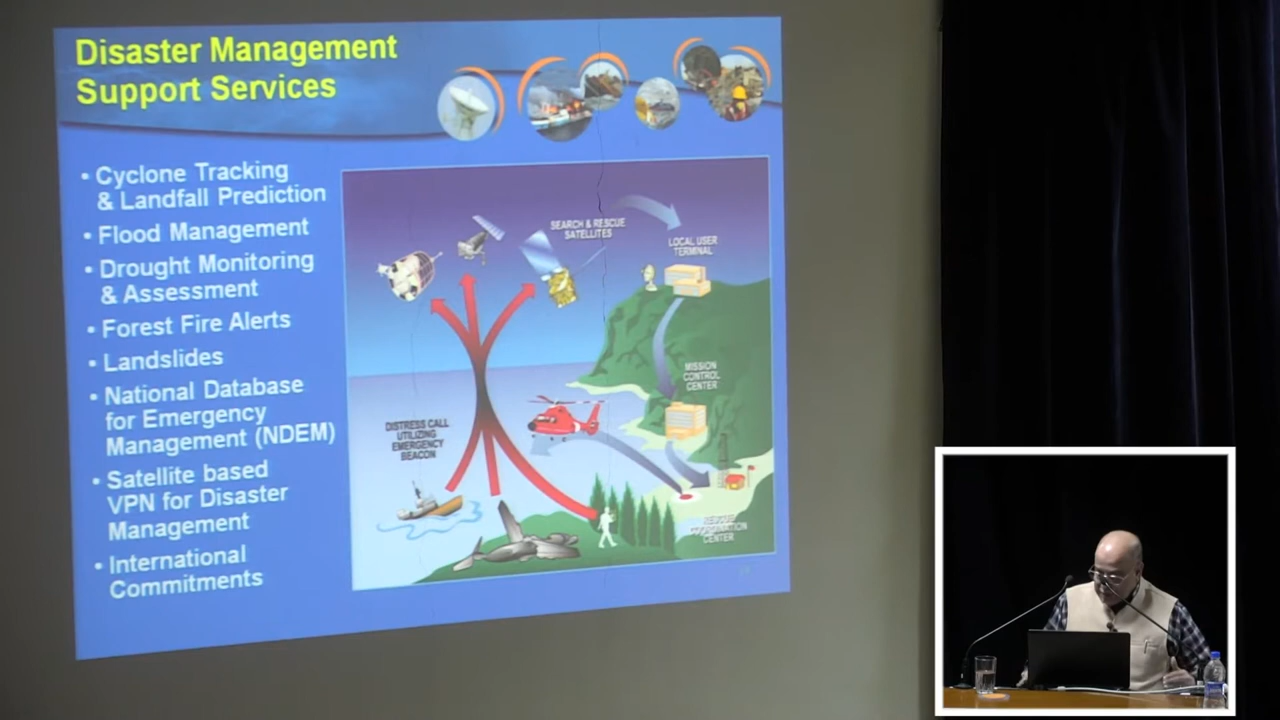 Disaster Management
Support Services
• Cyclone Tracking
& Landfall Prediction
• Flood Management
• Drought Monitoring
& Assessment
• Forest Fire Alerts
• Landslides
• National Database
for Emergency
Management (NDEM)
• Satellite based
VPN for Disaster
Management
• International
Commitments
SEARCH & RESCUE
SATELLITES
LOCAL USER
TERMINAL
MISSION
CONTROL
CENTER
DISTRESS CALL
UTILIZING
EMERGENCY
BEACON
RESCUE
COORDINATION
CENTER